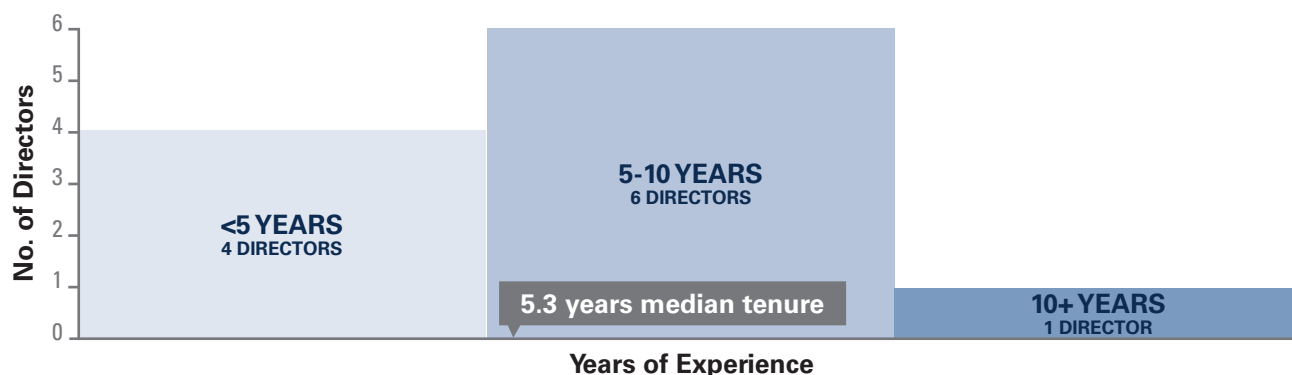 No. of Directors
6
5
4
3
2
1
0
<5 YEARS
4 DIRECTORS
5-10 YEARS
6 DIRECTORS
5.3 years median tenure
10+ YEARS
1 DIRECTOR
Years of Experience